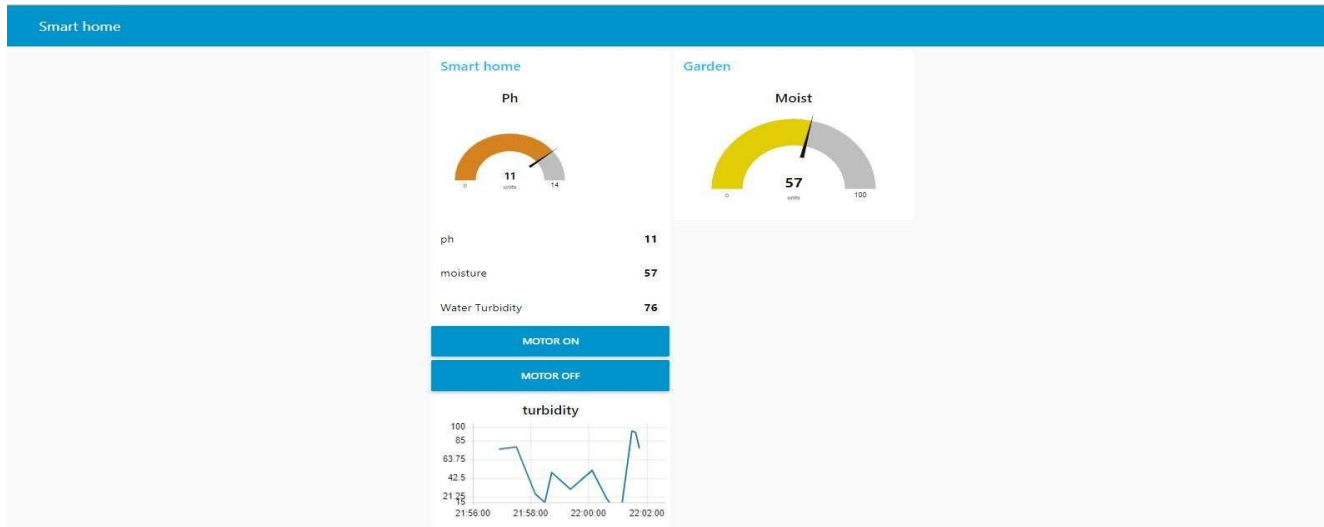 Smart home
Smart home
Ph
11
units
0
14
ph 11
moisture 57
Water Turbidity 76
MOTOR ON
MOTOR OFF
turbidity
100
85
63.75
42.5
21.25
15
21:56:00 21:58:00 22:00:00 22:02:00
Garden
Moist
57
units
0
100